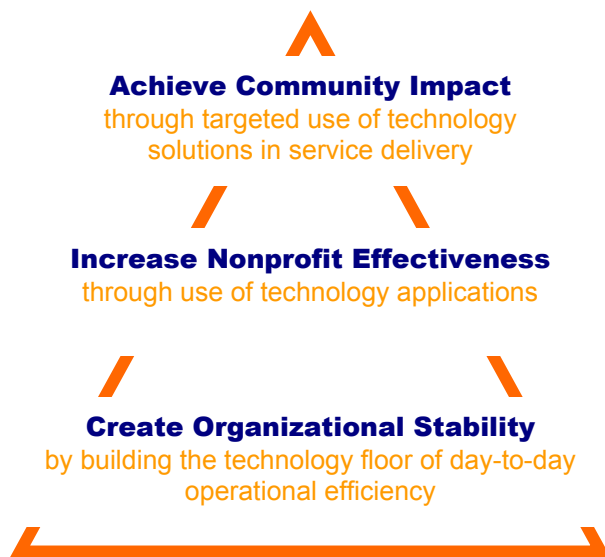 Achieve Community Impact
through targeted use of technology
solutions in service delivery
Increase Nonprofit Effectiveness
through use of technology applications
Create Organizational Stability
by building the technology floor of day-to-day
operational efficiency